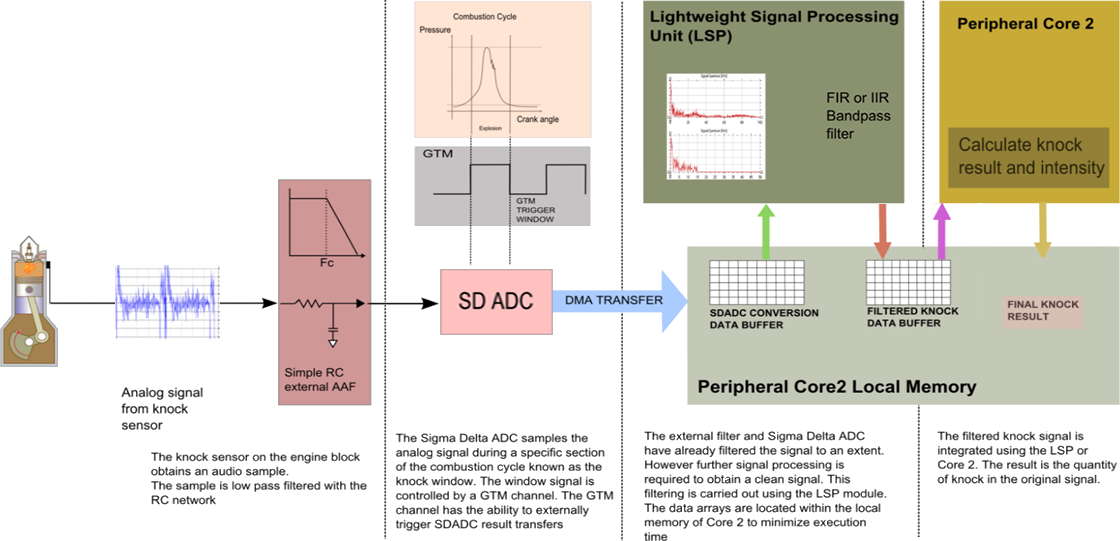 Combustion Cycle
Pressure
Crank angle
Explosion
GTM
GTM
TRIGGER
WINDOW
Lightweight Signal Processing
Unit (LSP)
FIR or IIR
Bandpass
filter
Peripheral Core 2
Calculate knock
result and intensity
Fc
Simple RC
external AAF
SD ADC
DMA TRANSFER
SDADC CONVERSION
DATA BUFFER
FILTERED KNOCK
DATA BUFFER
FINAL KNOCK
RESULT
Peripheral Core2 Local Memory
Analog signal
from knock
sensor
The knock sensor on the engine block
obtains an audio sample.
The sample is low pass filtered with the
RC network
The Sigma Delta ADC samples the
analog signal during a specific section
of the combustion cycle known as the
knock window. The window signal is
controlled by a GTM channel. The GTM
channel has the ability to externally
trigger SDADC result transfers
The external filter and Sigma Delta ADC
have already filtered the signal to an extent.
However further signal processing is
required to obtain a clean signal. This
filtering is carried out using the LSP module.
The data arrays are located within the local
memory of Core 2 to minimize execution
time
The filtered knock signal is
integrated using the LSP or
Core 2. The result is the quantity
of knock in the original signal.